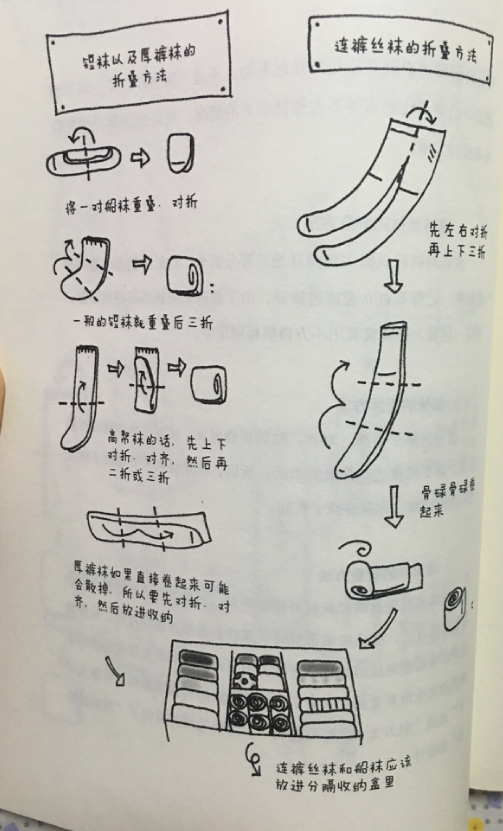 短袜以及厚裤袜的
折叠方法
将一对船袜重叠.对折
一般的短袜就重叠后三折
高帮袜的话,先上下
对折.对齐,然后再
二折或三折
厚裤袜如果直接卷起来可能
会散掉,所以要先对折.对
齐,然后放进收纳
连裤丝袜的折叠方法
先左右对折
再上下三折
骨碌骨碌卷
起来
连裤丝袜和船袜应该
放进分隔收纳盒里